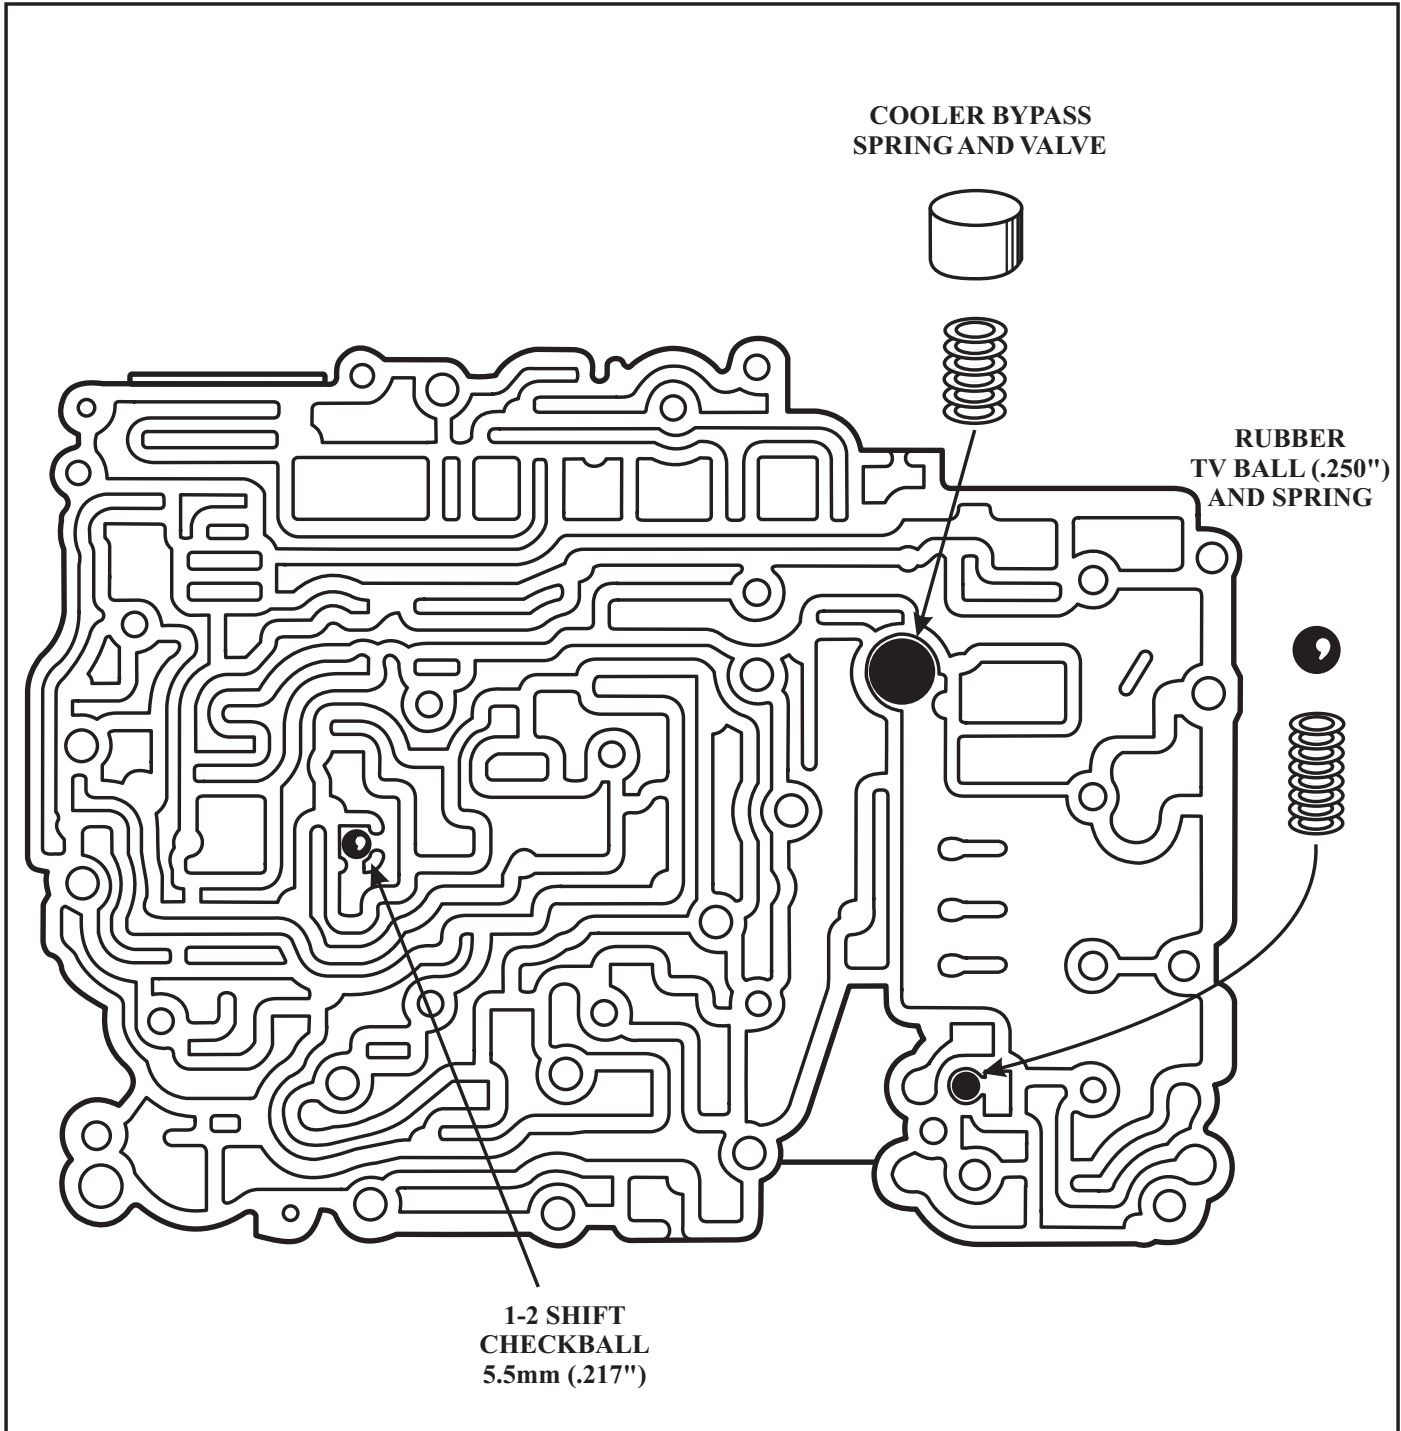 COOLER BYPASS
SPRING AND VALVE
RUBBER
TV BALL (.250")
AND SPRING
1-2 SHIFT
CHECKBALL
5.5mm (.217")